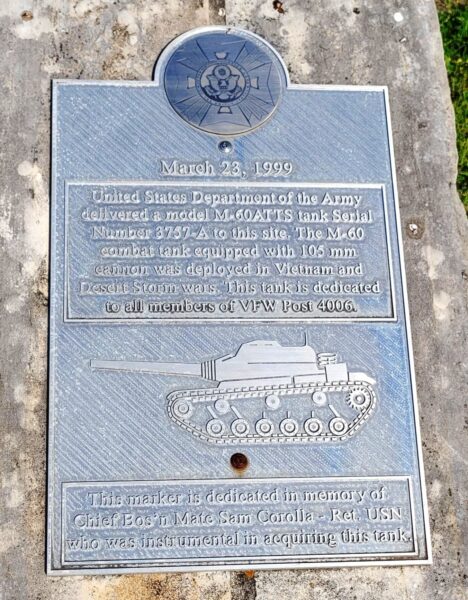 March 23, 1999
United States Department of the Army
delivered a model M-60ATTS tank Serial
Number 3757-A to this site. The M-60
combat tank equipped with 105 mm
cannon was deployed in Vietnam and
Desert Storm wars. This tank is dedicated
to all members of VFW Post 4006.
This marker is dedicated in memory of
Chief Bos'n Mate Sam Corolla - Ret. USN
who was instrumental in acquiring this tank.